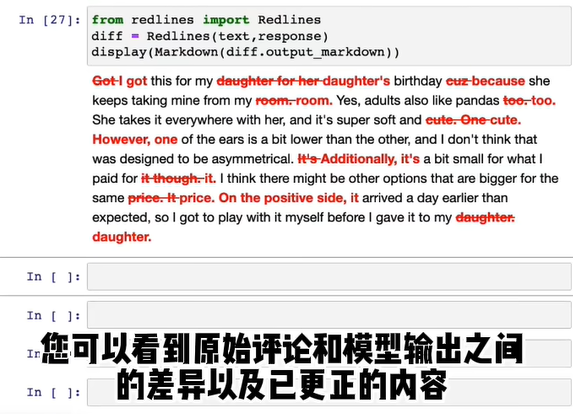 In [27]: from redlines import Redlines
diff = Redlines(text,response)
display(Markdown(diff.output_markdown))
Got I got this for my daughter for her daughter's birthday cuz because she
keeps taking mine from my room. room. Yes, adults also like pandas too. too.
She takes it everywhere with her, and it's super soft and cute. One cute.
However, one of the ears is a bit lower than the other, and I don't think that
was designed to be asymmetrical. It's Additionally, it's a bit small for what I
paid for it though. it. I think there might be other options that are bigger for the
same price. It price. On the positive side, it arrived a day earlier than
expected, so I got to play with it myself before I gave it to my daughter.
daughter.
In [ ]:
In [ ]:
In
您可以看到原始评论和模型输出之间
的差异以及已更正的内容
In [ ]: